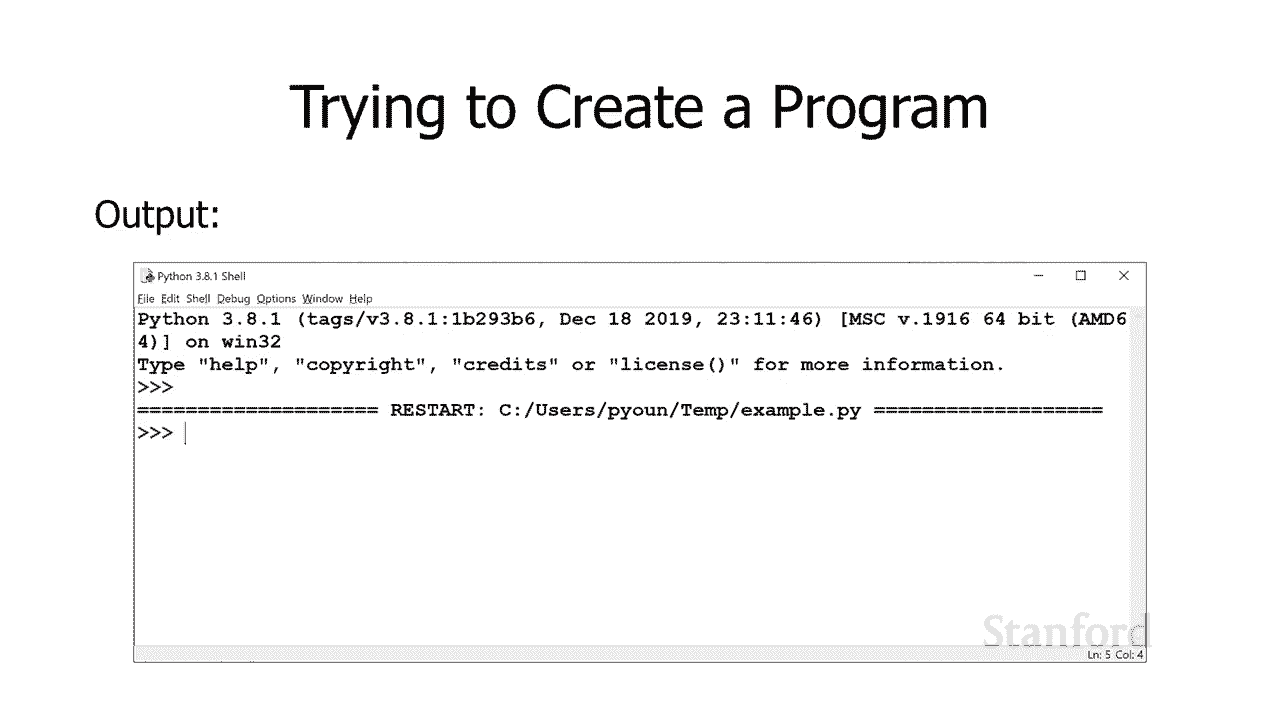 Trying to Create a Program
Output:
Python 3.8.1 Shell
File Edit Shell Debug Options Window Help
Python 3.8.1 (tags/v3.8.1:1b293b6, Dec 18 2019, 23:11:46) [MSC v.1916 64 bit (AMD6
4)] on win32
Type "help", "copyright", "credits" or "license()" for more information.
>>>
==================== RESTART: C:/Users/pyoun/Temp/example.py ===================
>>>
Stanford
Ln: 5 Col: 4